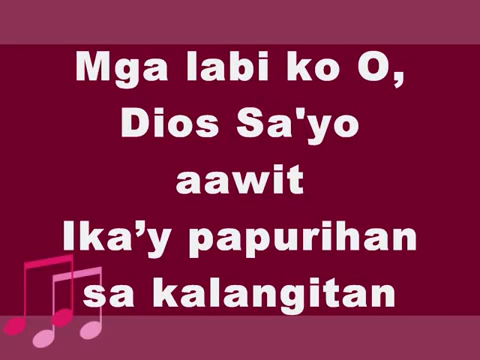 Mga labi ko O,
Dios Sa'yo
aawit
Ika’y papurihan
sa kalangitan